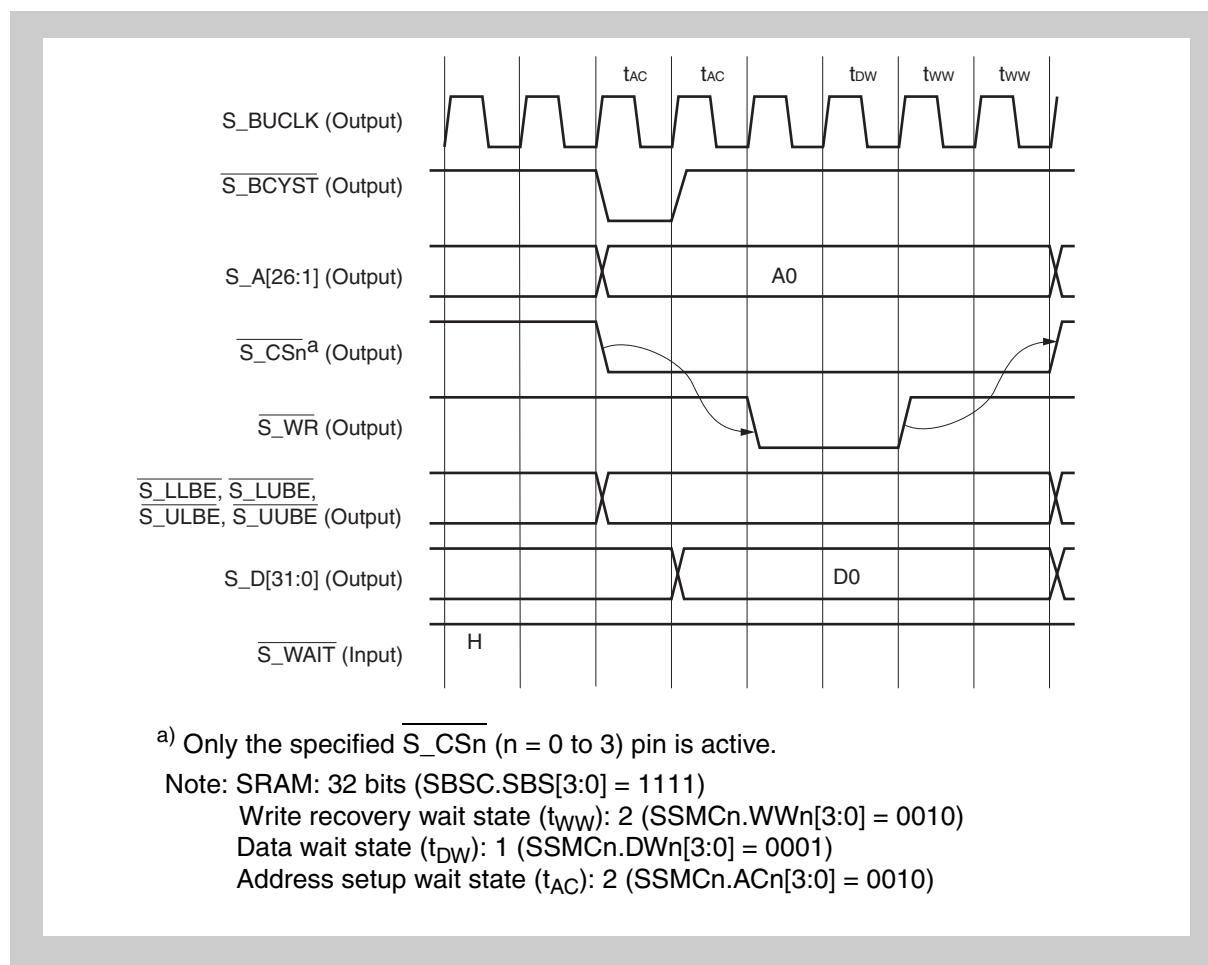 tAC tAC tDW tWW tWW
S_BUCLK (Output)
S_BCYST (Output)
S_A[26:1] (Output) A0
S_CSna (Output)
S_WR (Output)
S_LLBE, S_LUBE,
S_ULBE, S_UUBE (Output)
S_D[31:0] (Output) D0
S_WAIT (Input) H
a) Only the specified S_CSn (n = 0 to 3) pin is active.
Note: SRAM: 32 bits (SBSC.SBS[3:0] = 1111)
Write recovery wait state (tWW): 2 (SSMCn.WWn[3:0] = 0010)
Data wait state (tDW): 1 (SSMCn.DWn[3:0] = 0001)
Address setup wait state (tAC): 2 (SSMCn.ACn[3:0] = 0010)